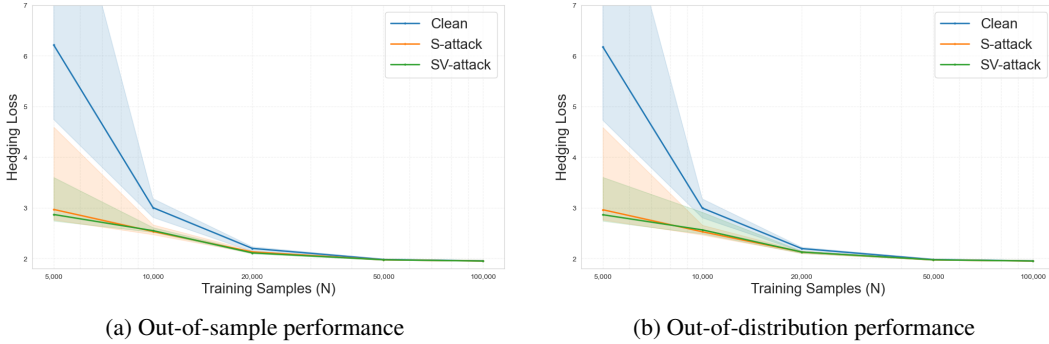 7
6
5
4
3
2
Hedging Loss
Clean
S-attack
SV-attack
5,000 10,000 20,000 50,000 100,000
Training Samples (N)
(a) Out-of-sample performance
7
6
5
4
3
2
Hedging Loss
Clean
S-attack
SV-attack
5,000 10,000 20,000 50,000 100,000
Training Samples (N)
(b) Out-of-distribution performance